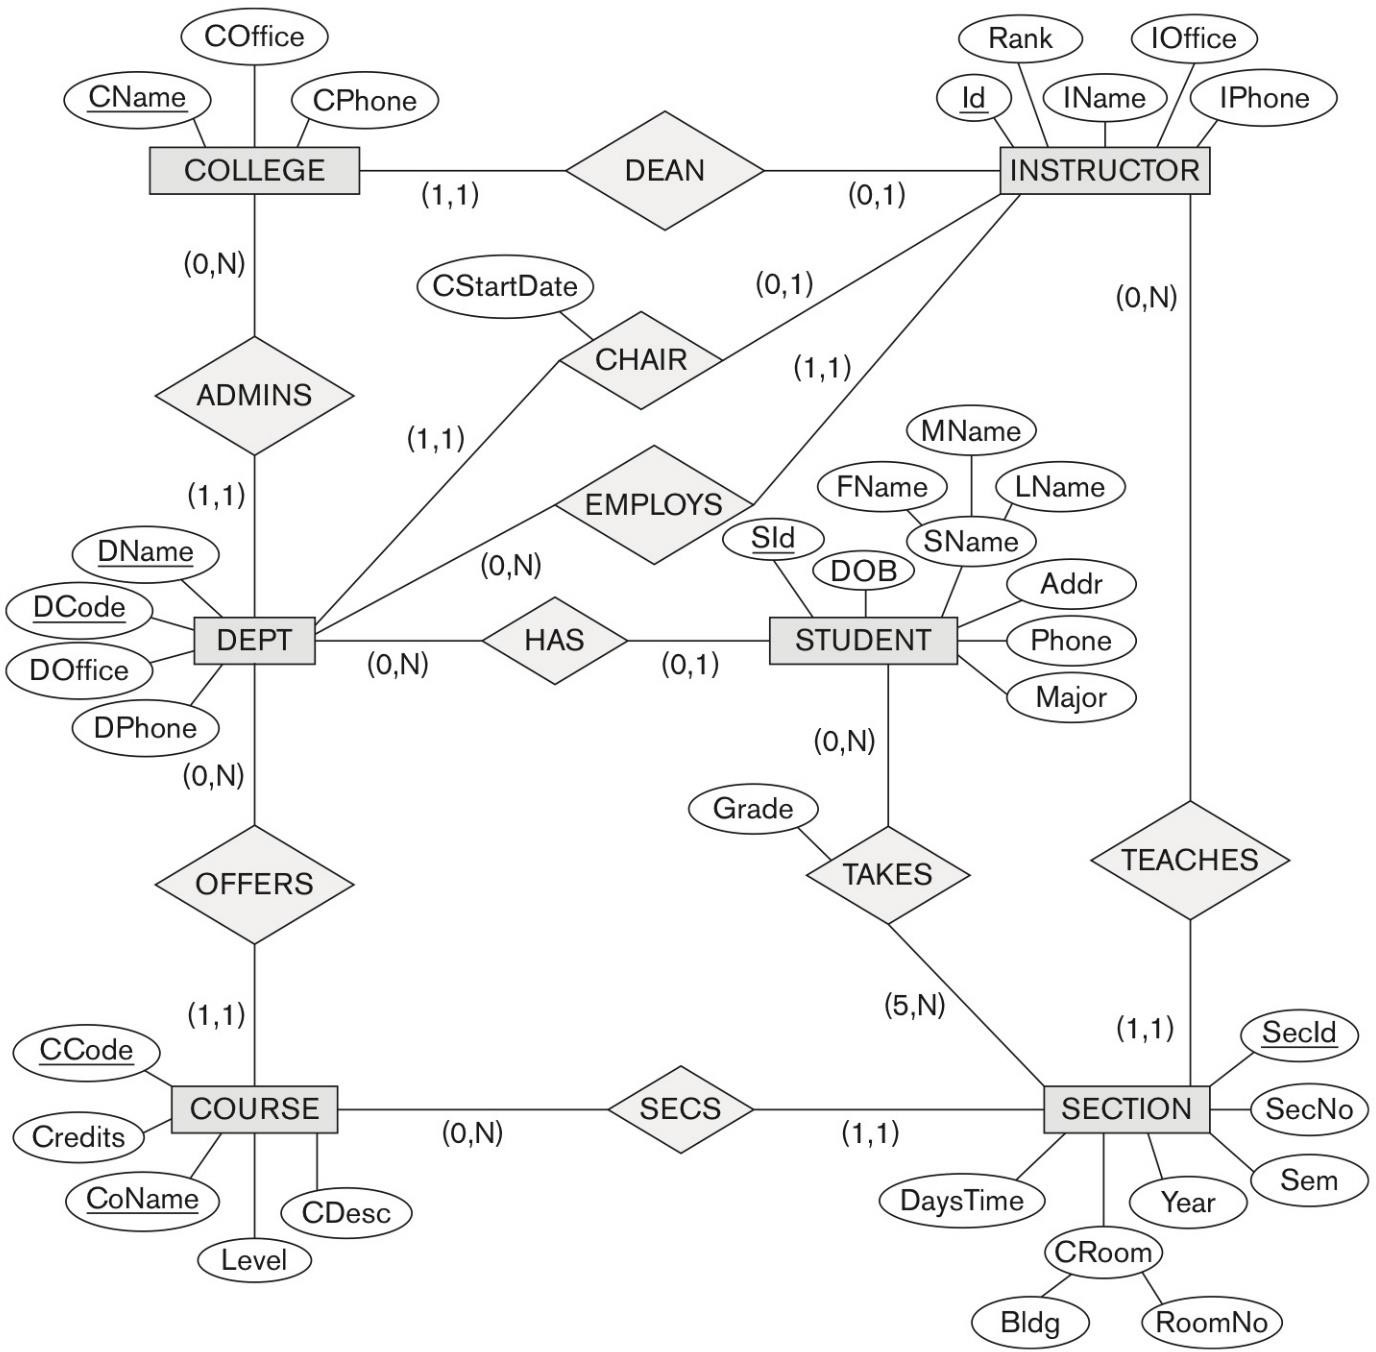 COffice
Rank
IOffice
CName
CPhone
Id
IName
IPhone
COLLEGE
DEAN
INSTRUCTOR
(1,1)
(0,1)
(0,N)
CStartDate
(0,1)
(0,N)
CHAIR
(1,1)
ADMINS
(1,1)
MName
FName
LName
(1,1)
EMPLOYS
SId
SName
DName
(0,N)
DOB
Addr
DCode
DEPT
HAS
STUDENT
Phone
DOffice
(0,N)
(0,1)
Major
DPhone
(0,N)
(0,N)
Grade
TEACHES
OFFERS
TAKES
(1,1)
(5,N)
(1,1)
SecId
CCode
COURSE
SECS
SECTION
SecNo
Credits
(0,N)
(1,1)
Sem
CoName
CDesc
DaysTime
Year
Level
CRoom
Bldg
RoomNo